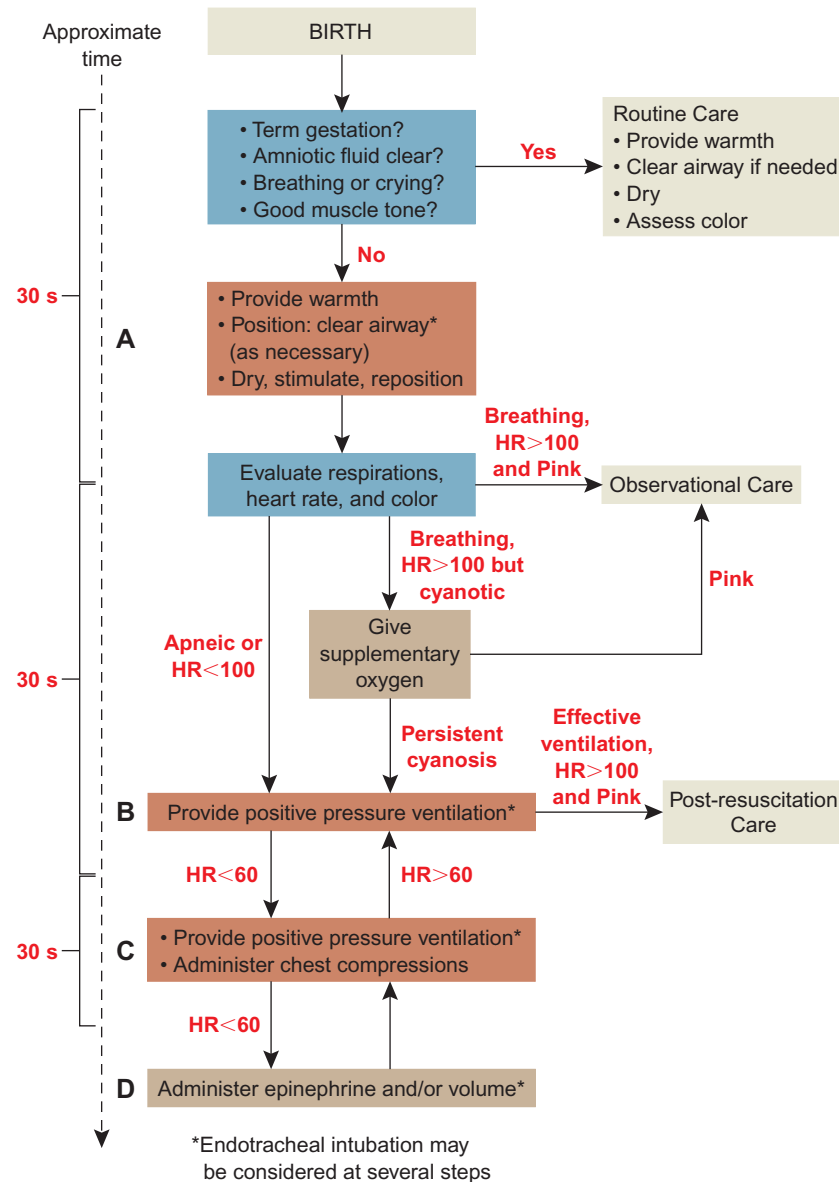 Approximate
time
BIRTH
• Term gestation?
• Amniotic fluid clear?
• Breathing or crying?
• Good muscle tone?
Yes
Routine Care
• Provide warmth
• Clear airway if needed
• Dry
• Assess color
No
30 s
A
• Provide warmth
• Position: clear airway*
(as necessary)
• Dry, stimulate, reposition
Breathing,
HR>100
and Pink
Evaluate respirations,
heart rate, and color
Observational Care
Breathing,
HR>100 but
cyanotic
Pink
Apneic or
HR<100
Give
supplementary
oxygen
30 s
Persistent
cyanosis
Effective
ventilation,
HR>100
and Pink
B
Provide positive pressure ventilation*
Post-resuscitation
Care
HR<60
HR>60
30 s
C
• Provide positive pressure ventilation*
• Administer chest compressions
HR<60
D
Administer epinephrine and/or volume*
*Endotracheal intubation may
be considered at several steps